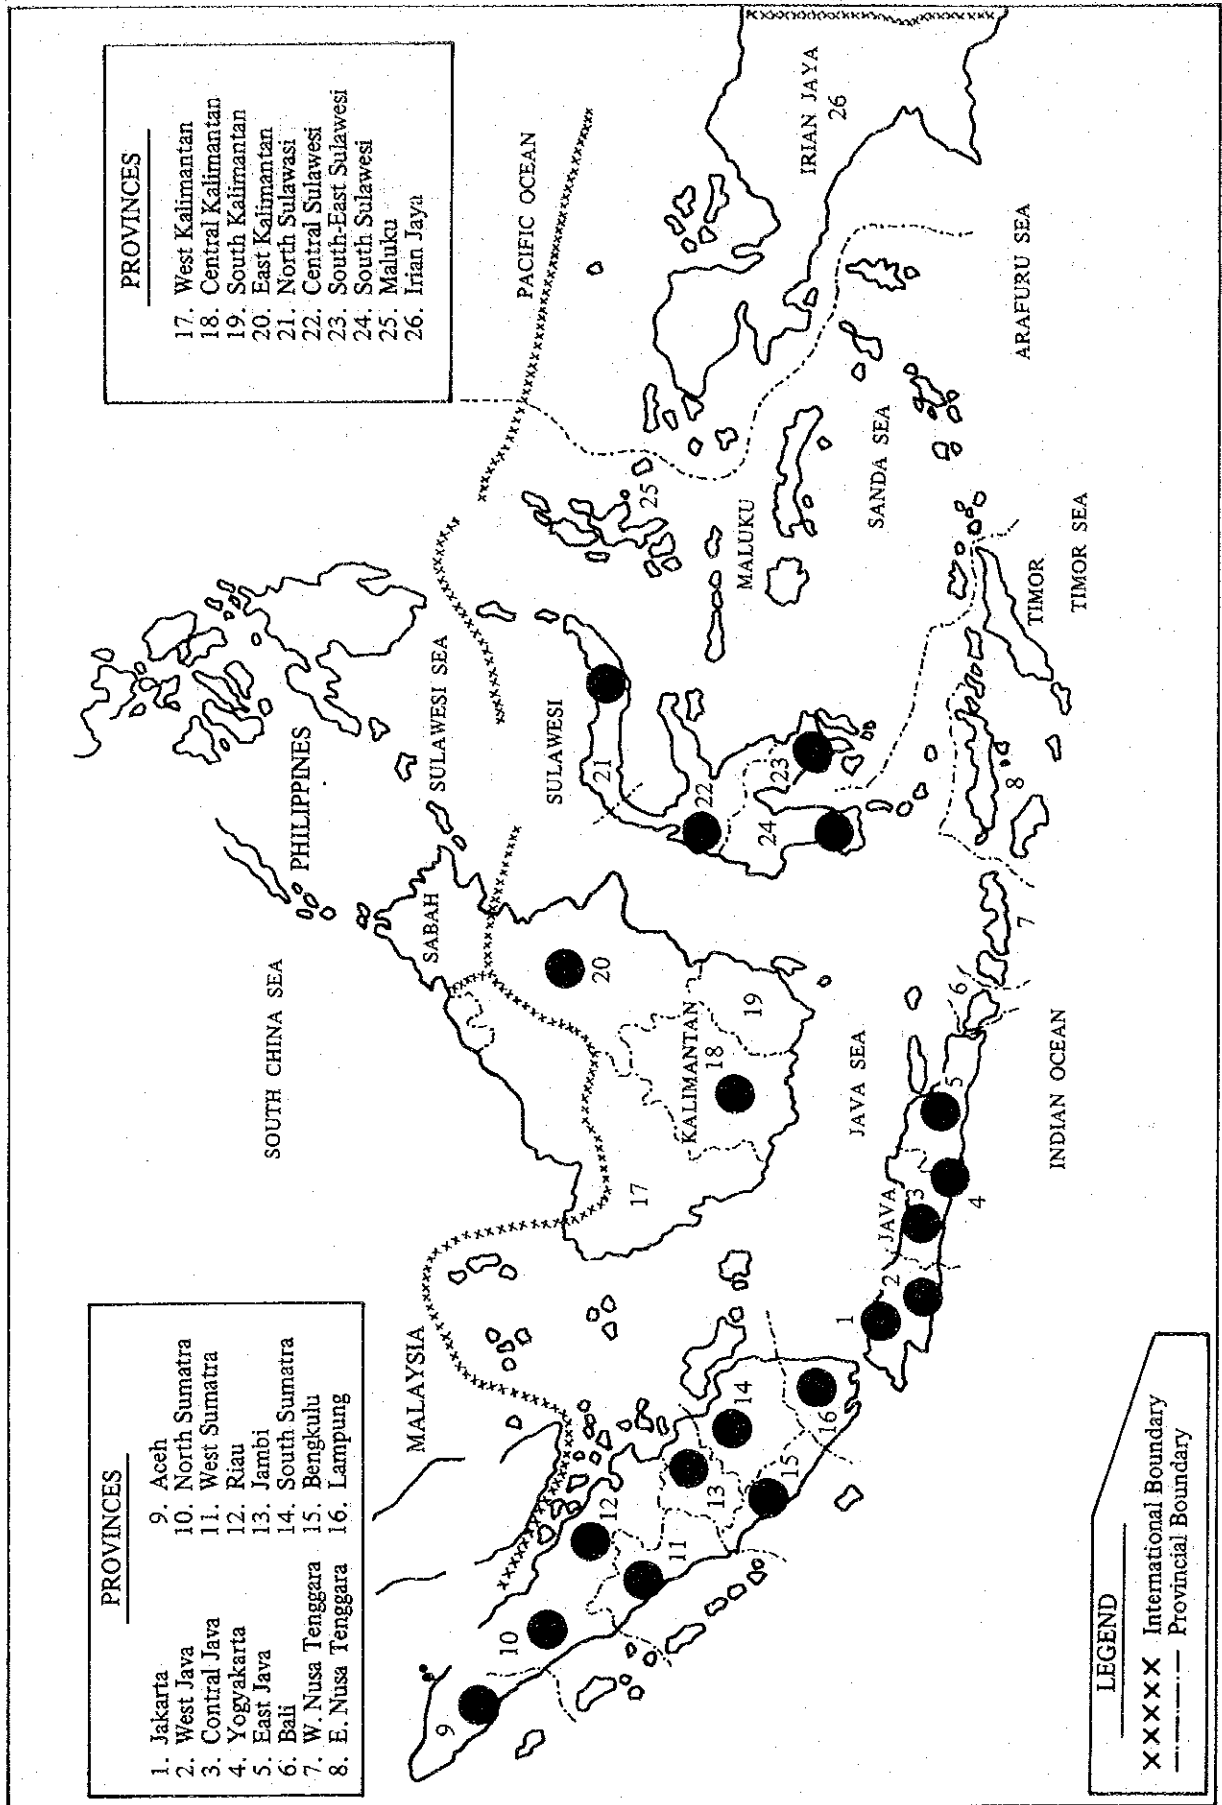 PROVINCES
1. Jakarta
2. West Java
3. Contral Java
4. Yogyakarta
5. East Java
6. Bali
7. W. Nusa Tenggara
8. E. Nusa Tenggara
9. Aceh
10. North Sumatra
11. West Sumatra
12. Riau
13. Jambi
14. South Sumatra
15. Bengkulu
16. Lampung
PROVINCES
17. West Kalimantan
18. Central Kalimantan
19. South Kalimantan
20. East Kalimantan
21. North Sulawasi
22. Central Sulawesi
23. South-East Sulawesi
24. South Sulawesi
25. Maluku
26. Irian Jaya
SOUTH CHINA SEA
PHILIPPINES
MALAYSIA
SABAH
SULAWESI SEA
PACIFIC OCEAN
SULAWESI
KALIMANTAN
MALUKU
IRIAN JAYA
JAVA SEA
SANDA SEA
JAVA
INDIAN OCEAN
TIMOR
TIMOR SEA
ARAFURU SEA
1
2
3
4
5
6
7
8
9
10
11
12
13
14
15
16
17
18
19
20
21
22
23
24
25
26
LEGEND
xxxxx International Boundary
Provincial Boundary